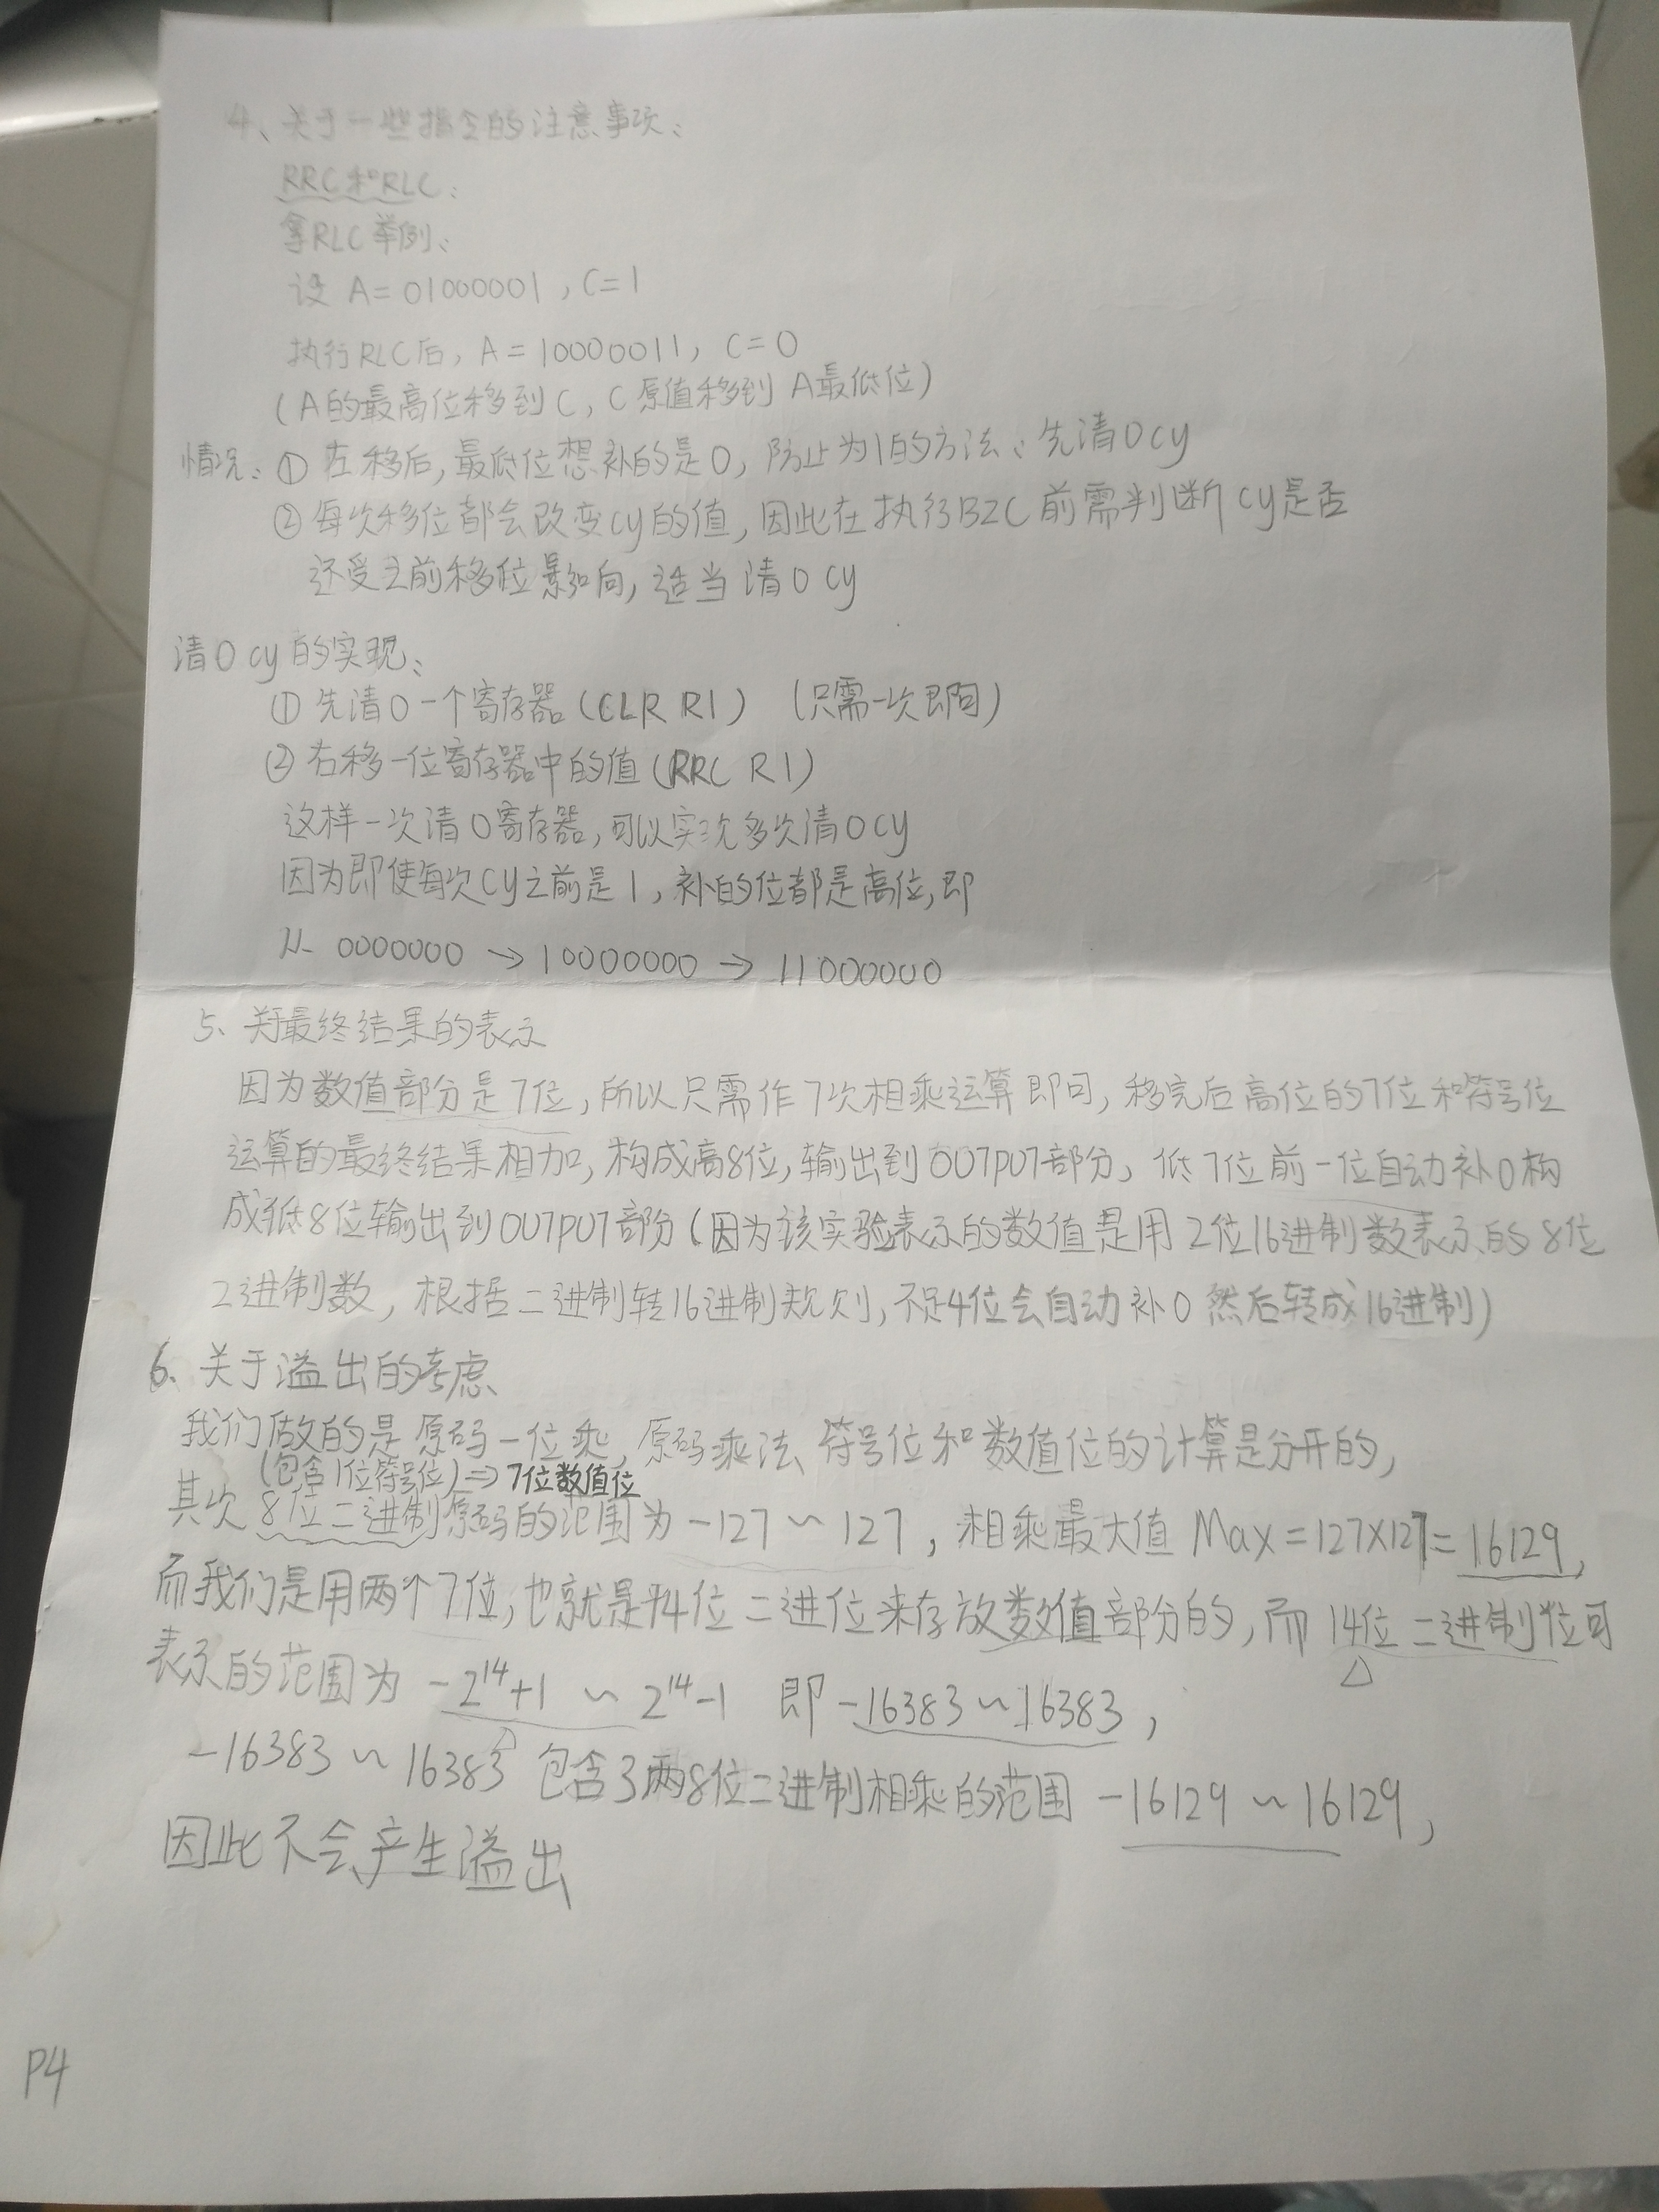 4、关于一些指令的注意事项：
RRC和RLC：
拿RLC举例：
设 A=01000001，C=1
执行RLC后，A=10000011，C=0
（A的最高位移到C，C原值移到A最低位）
情况：① 左移后，最低位想补的是0，防止为1的方法：先清0cy
② 每次移位都会改变cy的值，因此在执行BZC前需判断cy是否
还受之前移位影响，适当清0 cy
清0 cy的实现：
① 先清0一个寄存器（CLR R1）（只需一次即可）
② 右移一位寄存器中的值（RRC R1）
这样一次清0寄存器，可以实现多次清0cy
因为即使每次cy之前是1，补的位都是高位，即
从 0000000 → 10000000 → 11000000
5、关于最终结果的表示
因为数值部分是7位，所以只需作7次相乘运算即可，移完后高位的7位和符号位
运算的最终结果相加，构成高8位，输出到OUTPUT部分，低7位前一位自动补0构
成低8位输出到OUTPUT部分（因为该实验表示的数值是用2位16进制数表示的8位
2进制数，根据二进制转16进制规则，不足4位会自动补0然后转成16进制）
6、关于溢出的考虑
我们做的是原码一位乘，原码乘法、符号位和数值位的计算是分开的，
（包含1位符号位）⇒7位数值位
其次8位二进制原码的范围为-127～127，相乘最大值 Max=127×127=16129，
而我们是用两个7位，也就是14位二进位来存放数值部分的，而14位二进制位可
表示的范围为 -2¹⁴+1 ～ 2¹⁴-1 即-16383～16383，
-16383～16383 包含了两8位二进制相乘的范围 -16129～16129，
因此不会产生溢出
P4